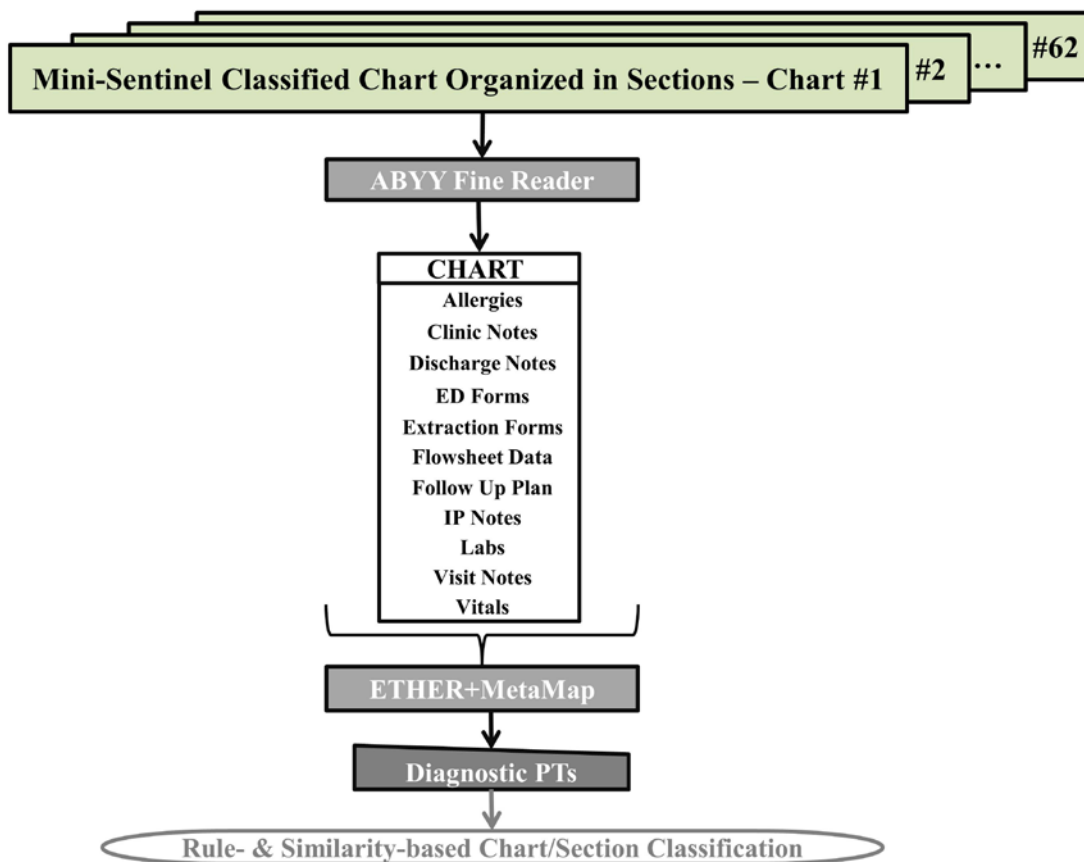 #62
…
#2
Mini-Sentinel Classified Chart Organized in Sections – Chart #1
ABYY Fine Reader
CHART
Allergies
Clinic Notes
Discharge Notes
ED Forms
Extraction Forms
Flowsheet Data
Follow Up Plan
IP Notes
Labs
Visit Notes
Vitals
ETHER+MetaMap
Diagnostic PTs
Rule- & Similarity-based Chart/Section Classification